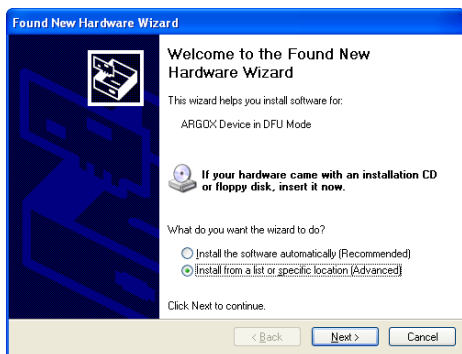 Found New Hardware Wizard
Welcome to the Found New
Hardware Wizard
This wizard helps you install software for:
ARGOX Device in DFU Mode
If your hardware came with an installation CD
or floppy disk, insert it now.
What do you want the wizard to do?
Install the software automatically (Recommended)
Install from a list or specific location (Advanced)
Click Next to continue.
< Back Next > Cancel